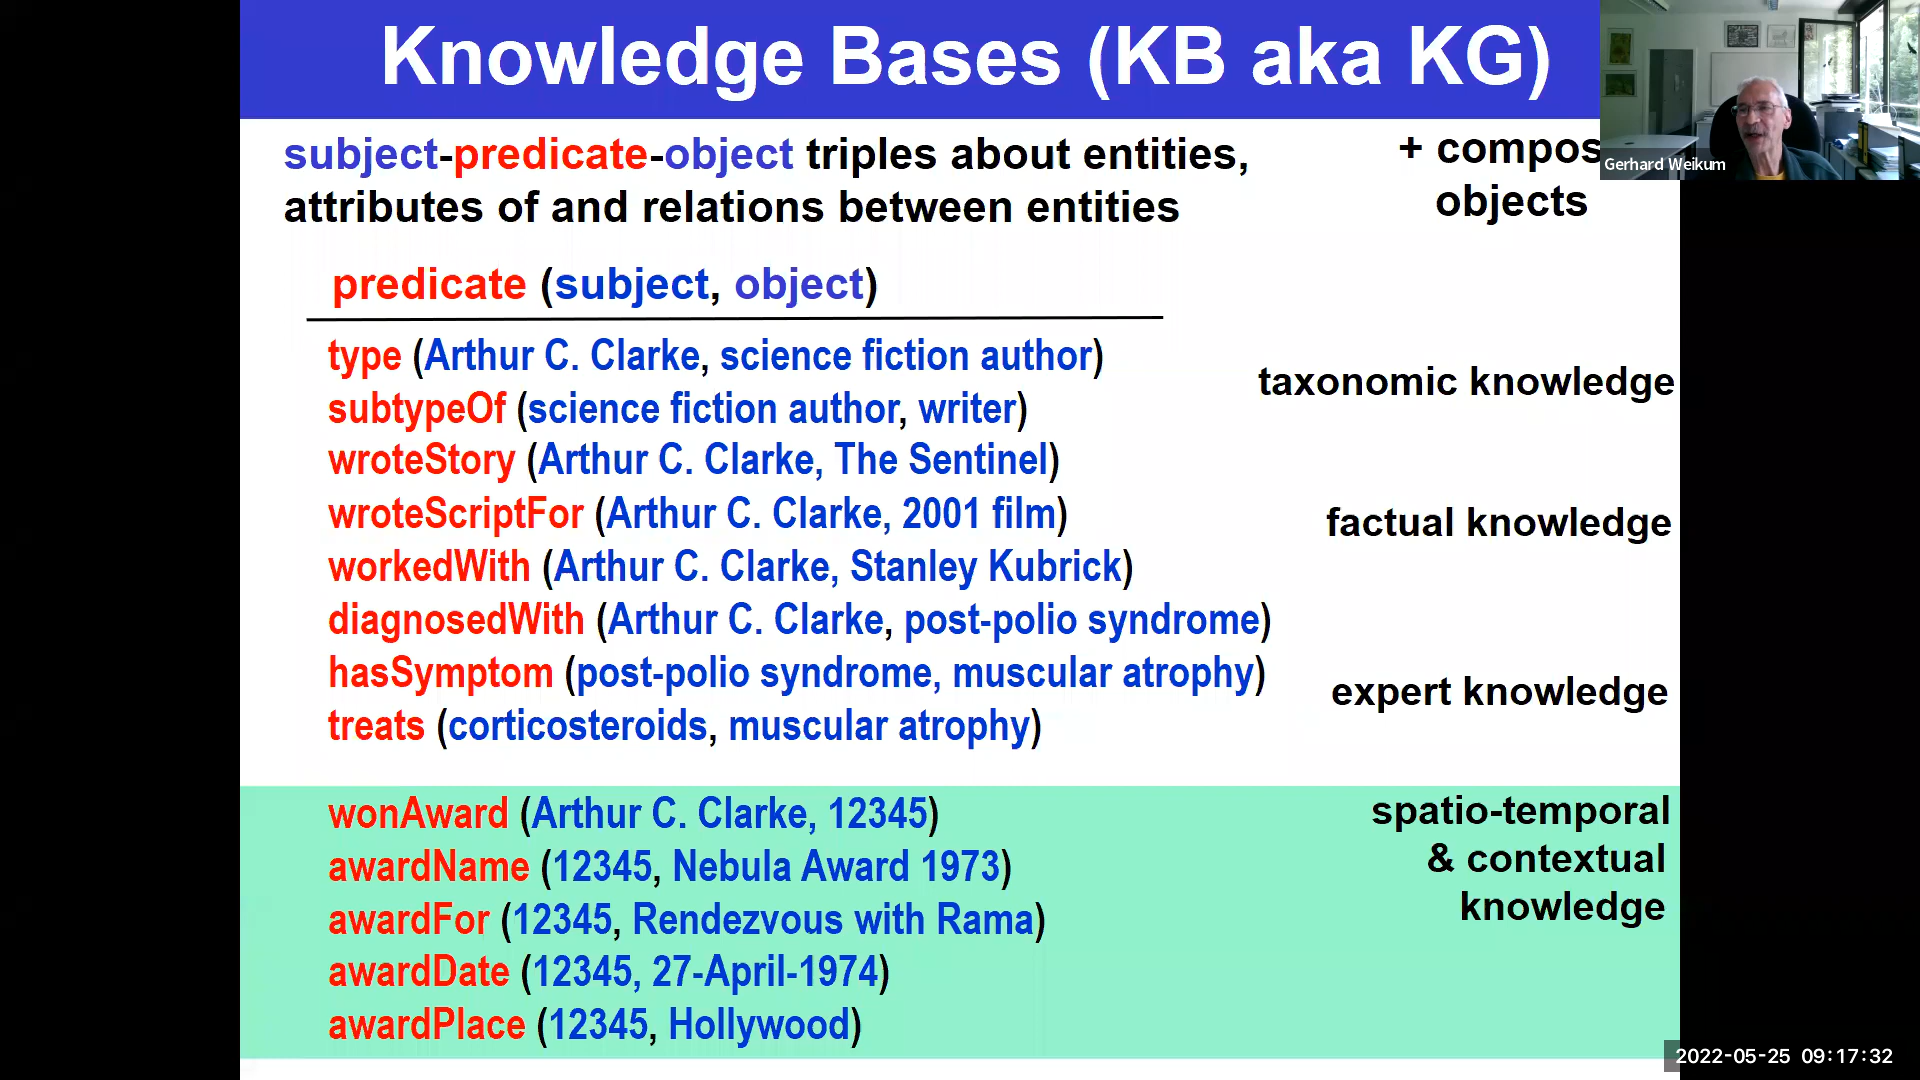 Knowledge Bases (KB aka KG)
subject-predicate-object triples about entities,
attributes of and relations between entities
+ compos
objects
Gerhard Weikum
predicate (subject, object)
type (Arthur C. Clarke, science fiction author)
subtypeOf (science fiction author, writer)
taxonomic knowledge
wroteStory (Arthur C. Clarke, The Sentinel)
wroteScriptFor (Arthur C. Clarke, 2001 film)
workedWith (Arthur C. Clarke, Stanley Kubrick)
factual knowledge
diagnosedWith (Arthur C. Clarke, post-polio syndrome)
hasSymptom (post-polio syndrome, muscular atrophy)
treats (corticosteroids, muscular atrophy)
expert knowledge
wonAward (Arthur C. Clarke, 12345)
awardName (12345, Nebula Award 1973)
awardFor (12345, Rendezvous with Rama)
awardDate (12345, 27-April-1974)
awardPlace (12345, Hollywood)
spatio-temporal
& contextual
knowledge
2022-05-25 09:17:32